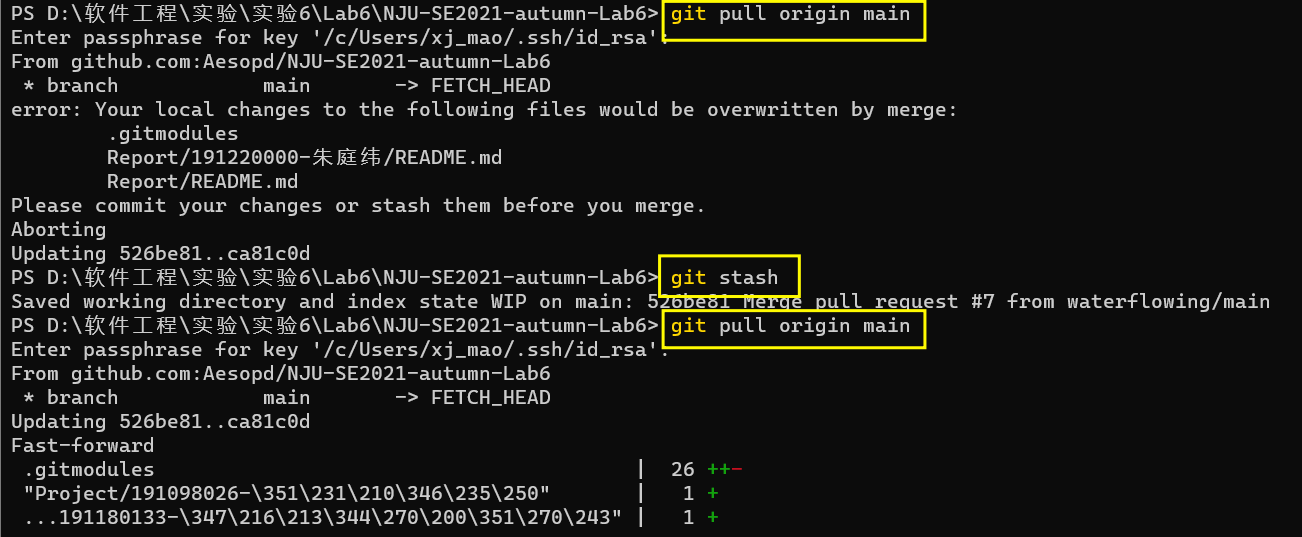 PS D:\软件工程\实验\实验6\Lab6\NJU-SE2021-autumn-Lab6> git pull origin main
Enter passphrase for key '/c/Users/xj_mao/.ssh/id_rsa':
From github.com:Aesopd/NJU-SE2021-autumn-Lab6
 * branch            main       -> FETCH_HEAD
error: Your local changes to the following files would be overwritten by merge:
        .gitmodules
        Report/191220000-朱庭纬/README.md
        Report/README.md
Please commit your changes or stash them before you merge.
Aborting
Updating 526be81..ca81c0d
PS D:\软件工程\实验\实验6\Lab6\NJU-SE2021-autumn-Lab6> git stash
Saved working directory and index state WIP on main: 526be81 Merge pull request #7 from waterflowing/main
PS D:\软件工程\实验\实验6\Lab6\NJU-SE2021-autumn-Lab6> git pull origin main
Enter passphrase for key '/c/Users/xj_mao/.ssh/id_rsa':
From github.com:Aesopd/NJU-SE2021-autumn-Lab6
 * branch            main       -> FETCH_HEAD
Updating 526be81..ca81c0d
Fast-forward
 .gitmodules                                        |  26 ++-
 "Project/191098026-\351\231\210\346\235\250"       |   1 +
 ...191180133-\347\216\213\344\270\200\351\270\243" |   1 +